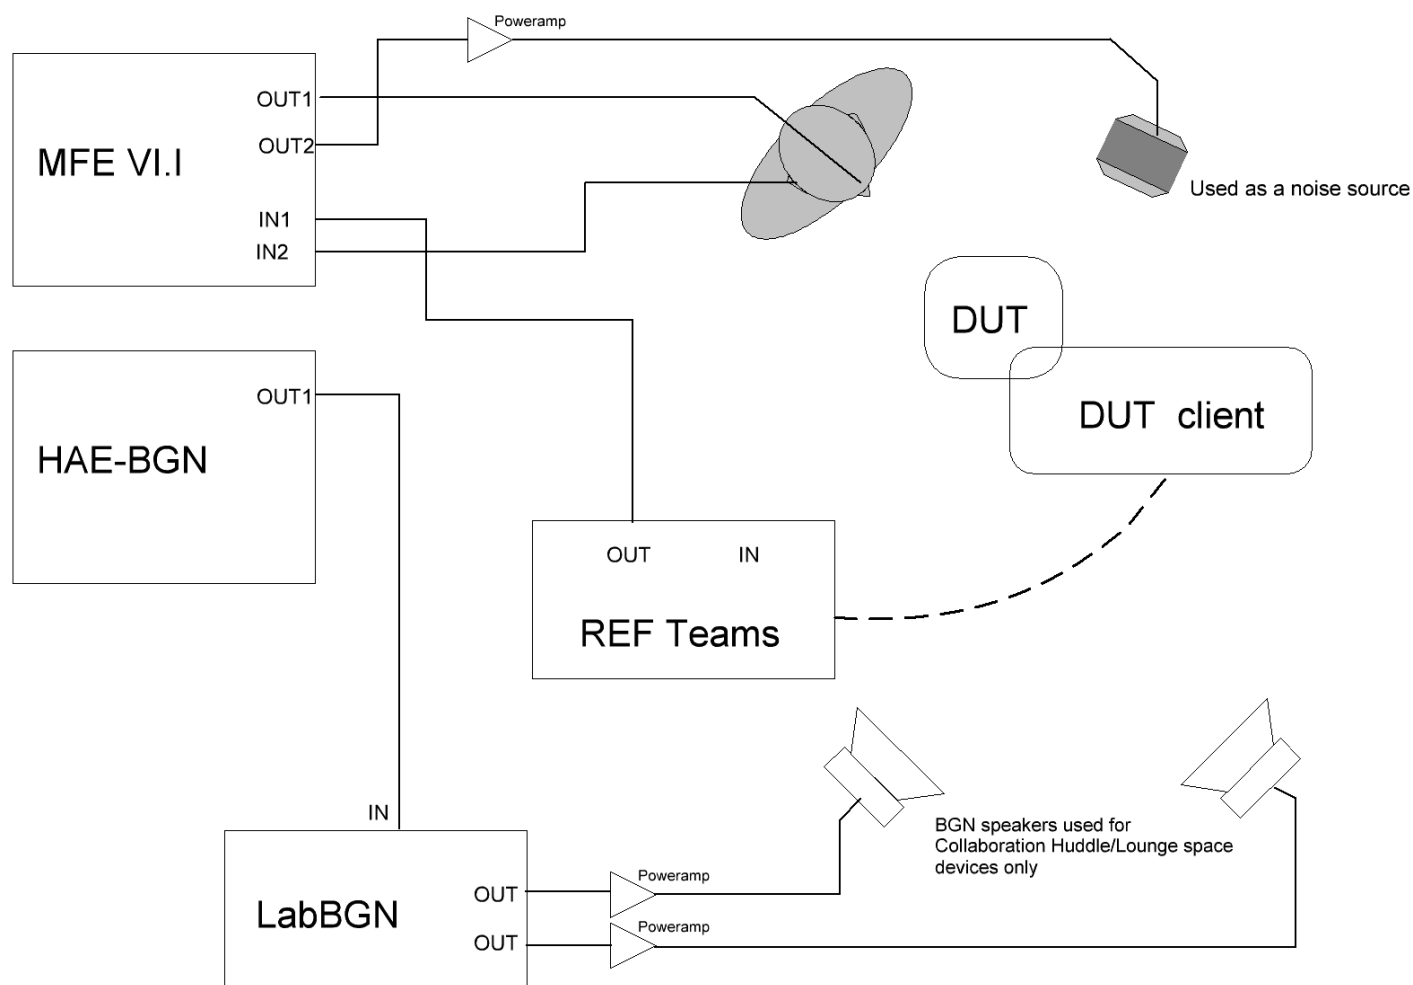 Poweramp
OUT1
OUT2
MFE VI.I
Used as a noise source
IN1
IN2
DUT
OUT1
DUT client
HAE-BGN
OUT IN
REF Teams
IN
BGN speakers used for
Collaboration Huddle/Lounge space
devices only
Poweramp
OUT
LabBGN
Poweramp
OUT